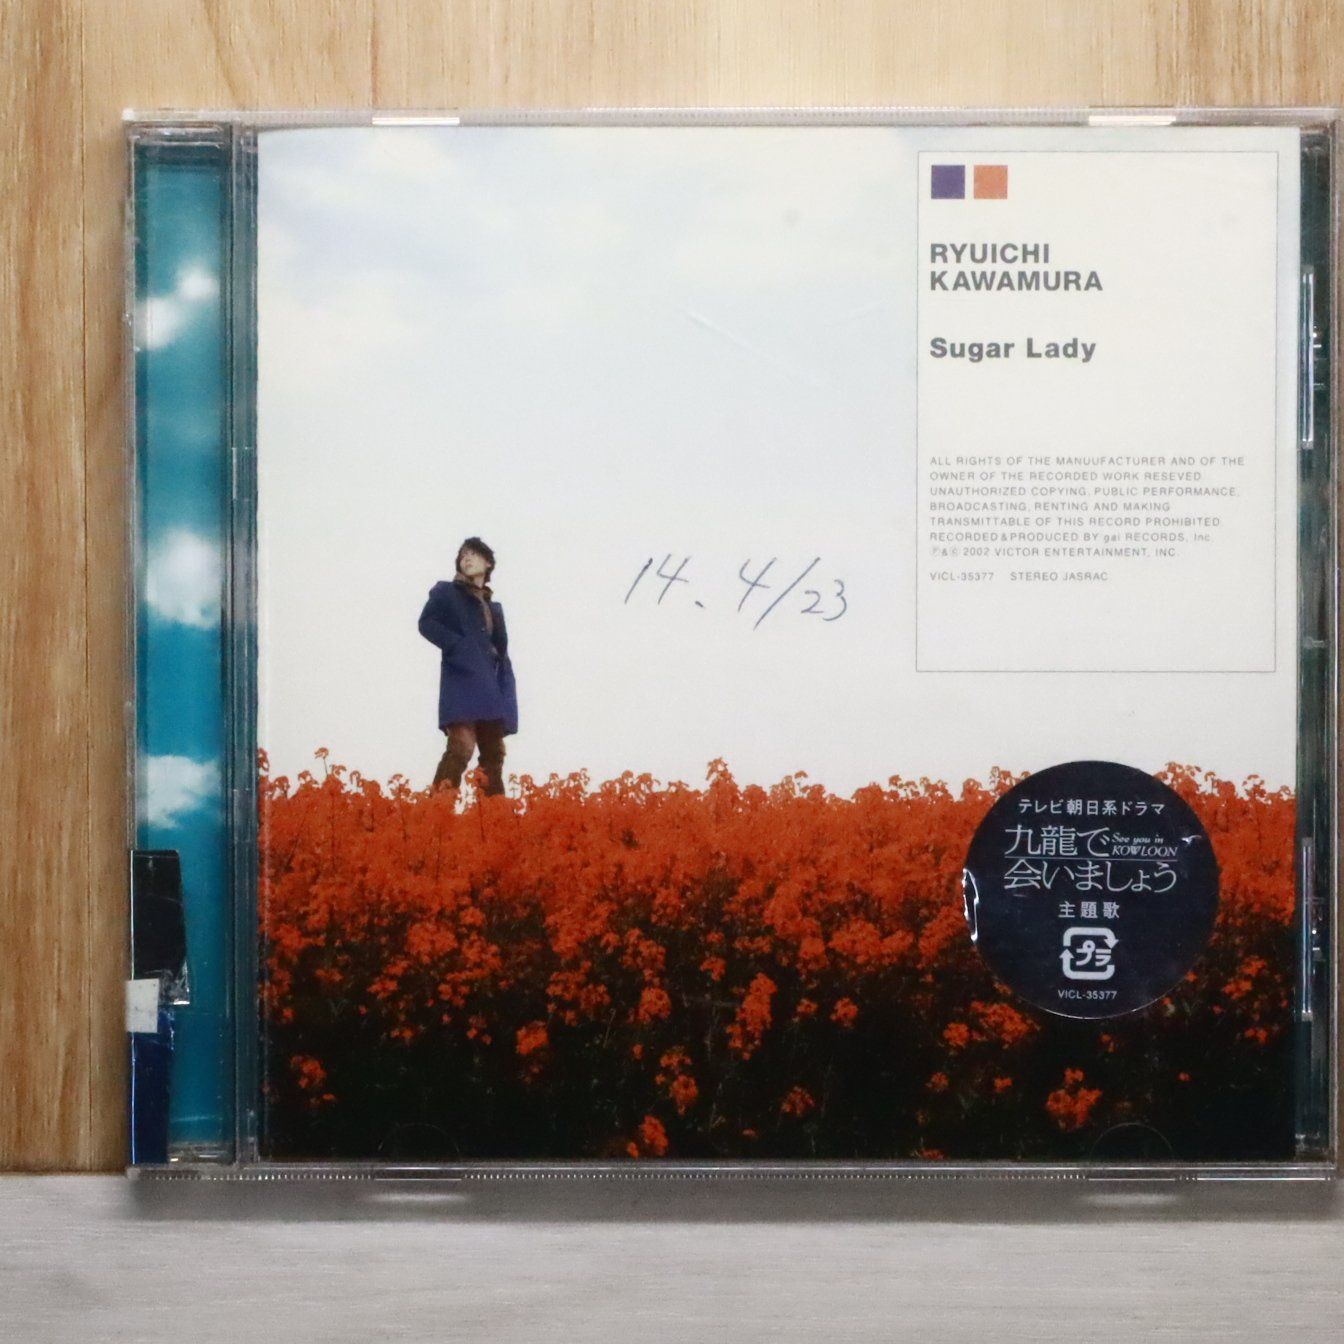 RYUICHI
KAWAMURA
Sugar Lady
ALL RIGHTS OF THE MANUUFACTURER AND OF THE
OWNER OF THE RECORDED WORK RESEVED
UNAUTHORIZED COPYING, PUBLIC PERFORMANCE,
BROADCASTING, RENTING AND MAKING
TRANSMITTABLE OF THIS RECORD PROHIBITED
RECORDED & PRODUCED BY gai RECORDS, Inc.
Ⓟ&© 2002 VICTOR ENTERTAINMENT, INC.
VICL-35377 STEREO JASRAC
14. 4/23
テレビ朝日系ドラマ
九龍で See you in
KOWLOON
会いましょう
主題歌
プラ
VICL-35377